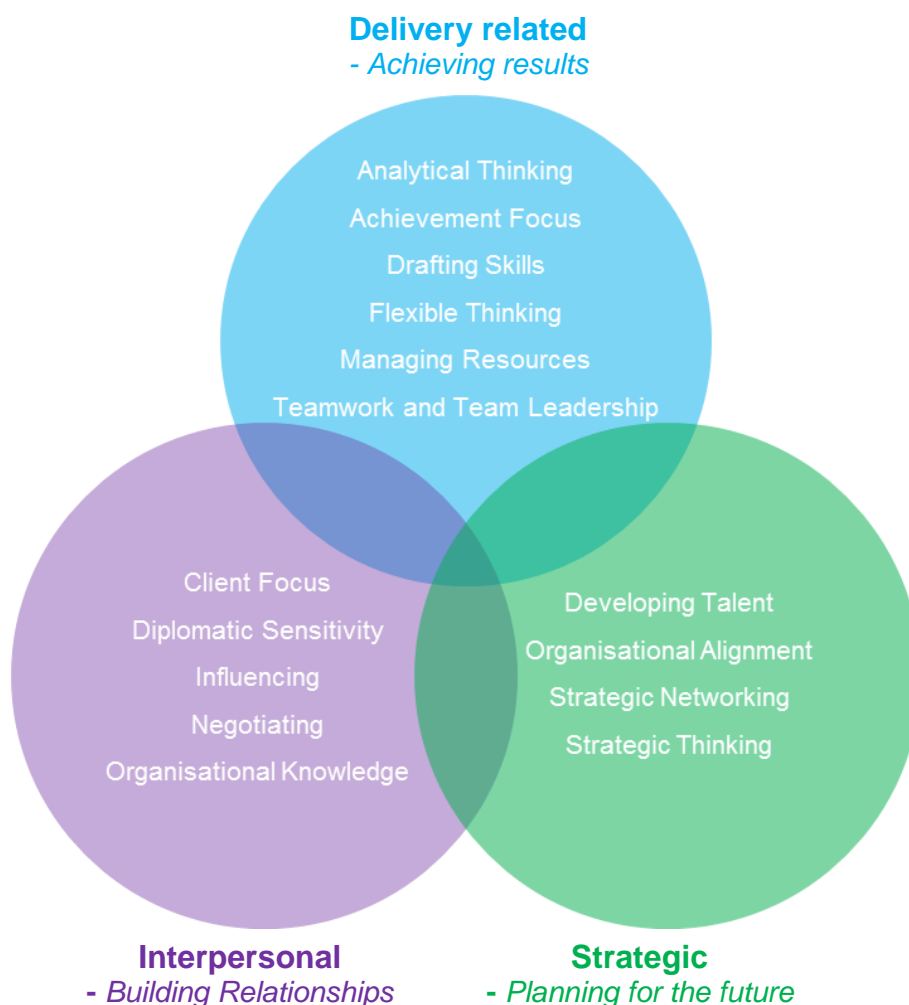 Delivery related
- Achieving results
Analytical Thinking
Achievement Focus
Drafting Skills
Flexible Thinking
Managing Resources
Teamwork and Team Leadership
Client Focus
Diplomatic Sensitivity
Influencing
Negotiating
Organisational Knowledge
Developing Talent
Organisational Alignment
Strategic Networking
Strategic Thinking
Interpersonal
- Building Relationships
Strategic
- Planning for the future